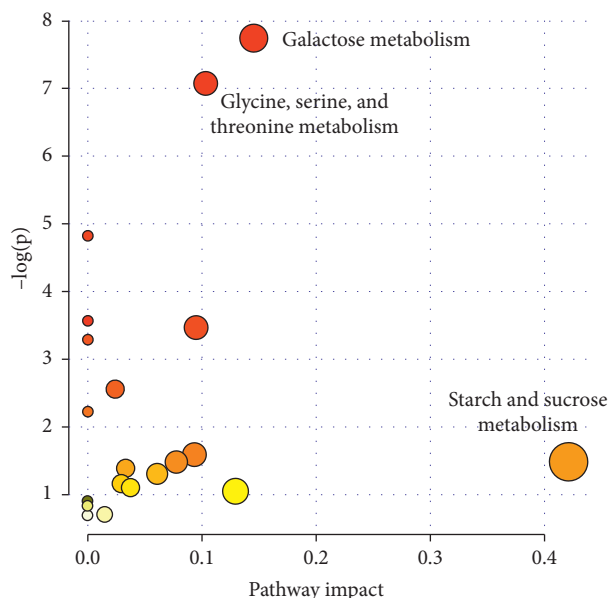 8
7
6
5
4
3
2
1
–log(p)
Galactose metabolism
Glycine, serine, and
threonine metabolism
Starch and sucrose
metabolism
0.0
0.1
0.2
0.3
0.4
Pathway impact